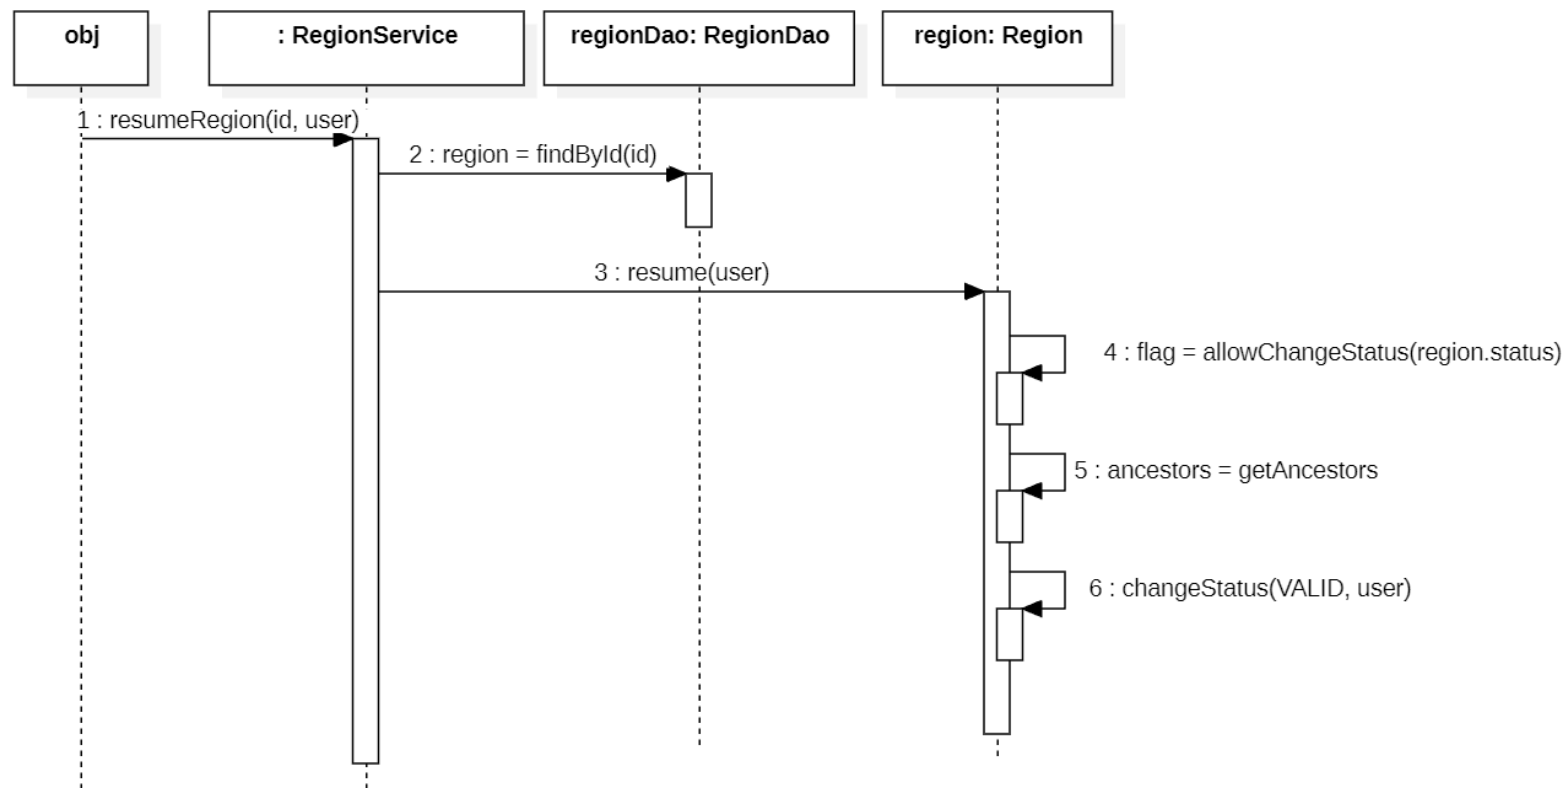 obj
: RegionService
regionDao: RegionDao
region: Region
1 : resumeRegion(id, user)
2 : region = findById(id)
3 : resume(user)
4 : flag = allowChangeStatus(region.status)
5 : ancestors = getAncestors
6 : changeStatus(VALID, user)